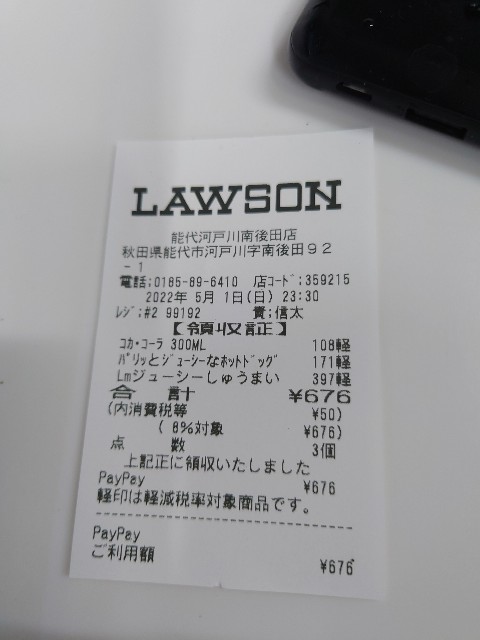 LAWSON
能代河戸川南後田店
秋田県能代市河戸川字南後田92
-1
電話;0185-89-6410 店コード;359215
2022年 5月 1日(日) 23:30
レジ;#2 99192 責;信太
【領収証】
コカ・コーラ 300ML 108軽
パリッとジューシーなホットドッグ 171軽
Lmジューシーしゅうまい 397軽
合 計 ¥676
(内消費税等 ¥50)
( 8%対象 ¥676)
点 数 3個
上記正に領収いたしました
PayPay ¥676
軽印は軽減税率対象商品です。
PayPay
ご利用額 ¥676